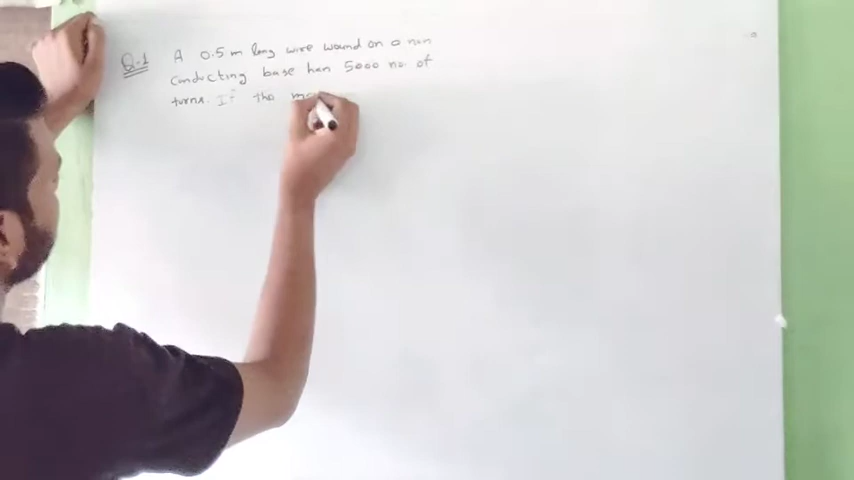 Q.1 A 0.5 m long wire wound on a non
conducting base has 5000 no. of
turns. If the